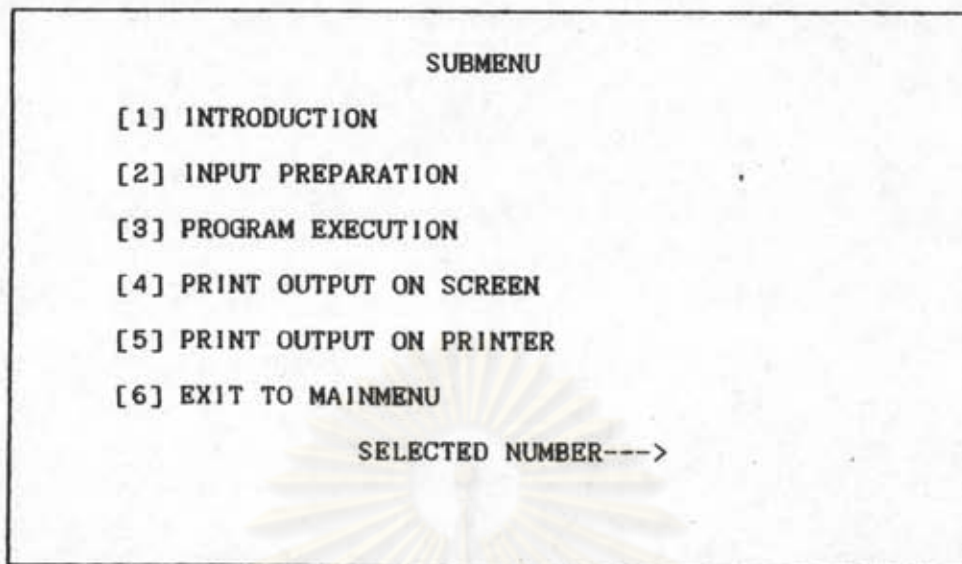 SUBMENU
[1] INTRODUCTION
[2] INPUT PREPARATION
[3] PROGRAM EXECUTION
[4] PRINT OUTPUT ON SCREEN
[5] PRINT OUTPUT ON PRINTER
[6] EXIT TO MAINMENU
SELECTED NUMBER--->